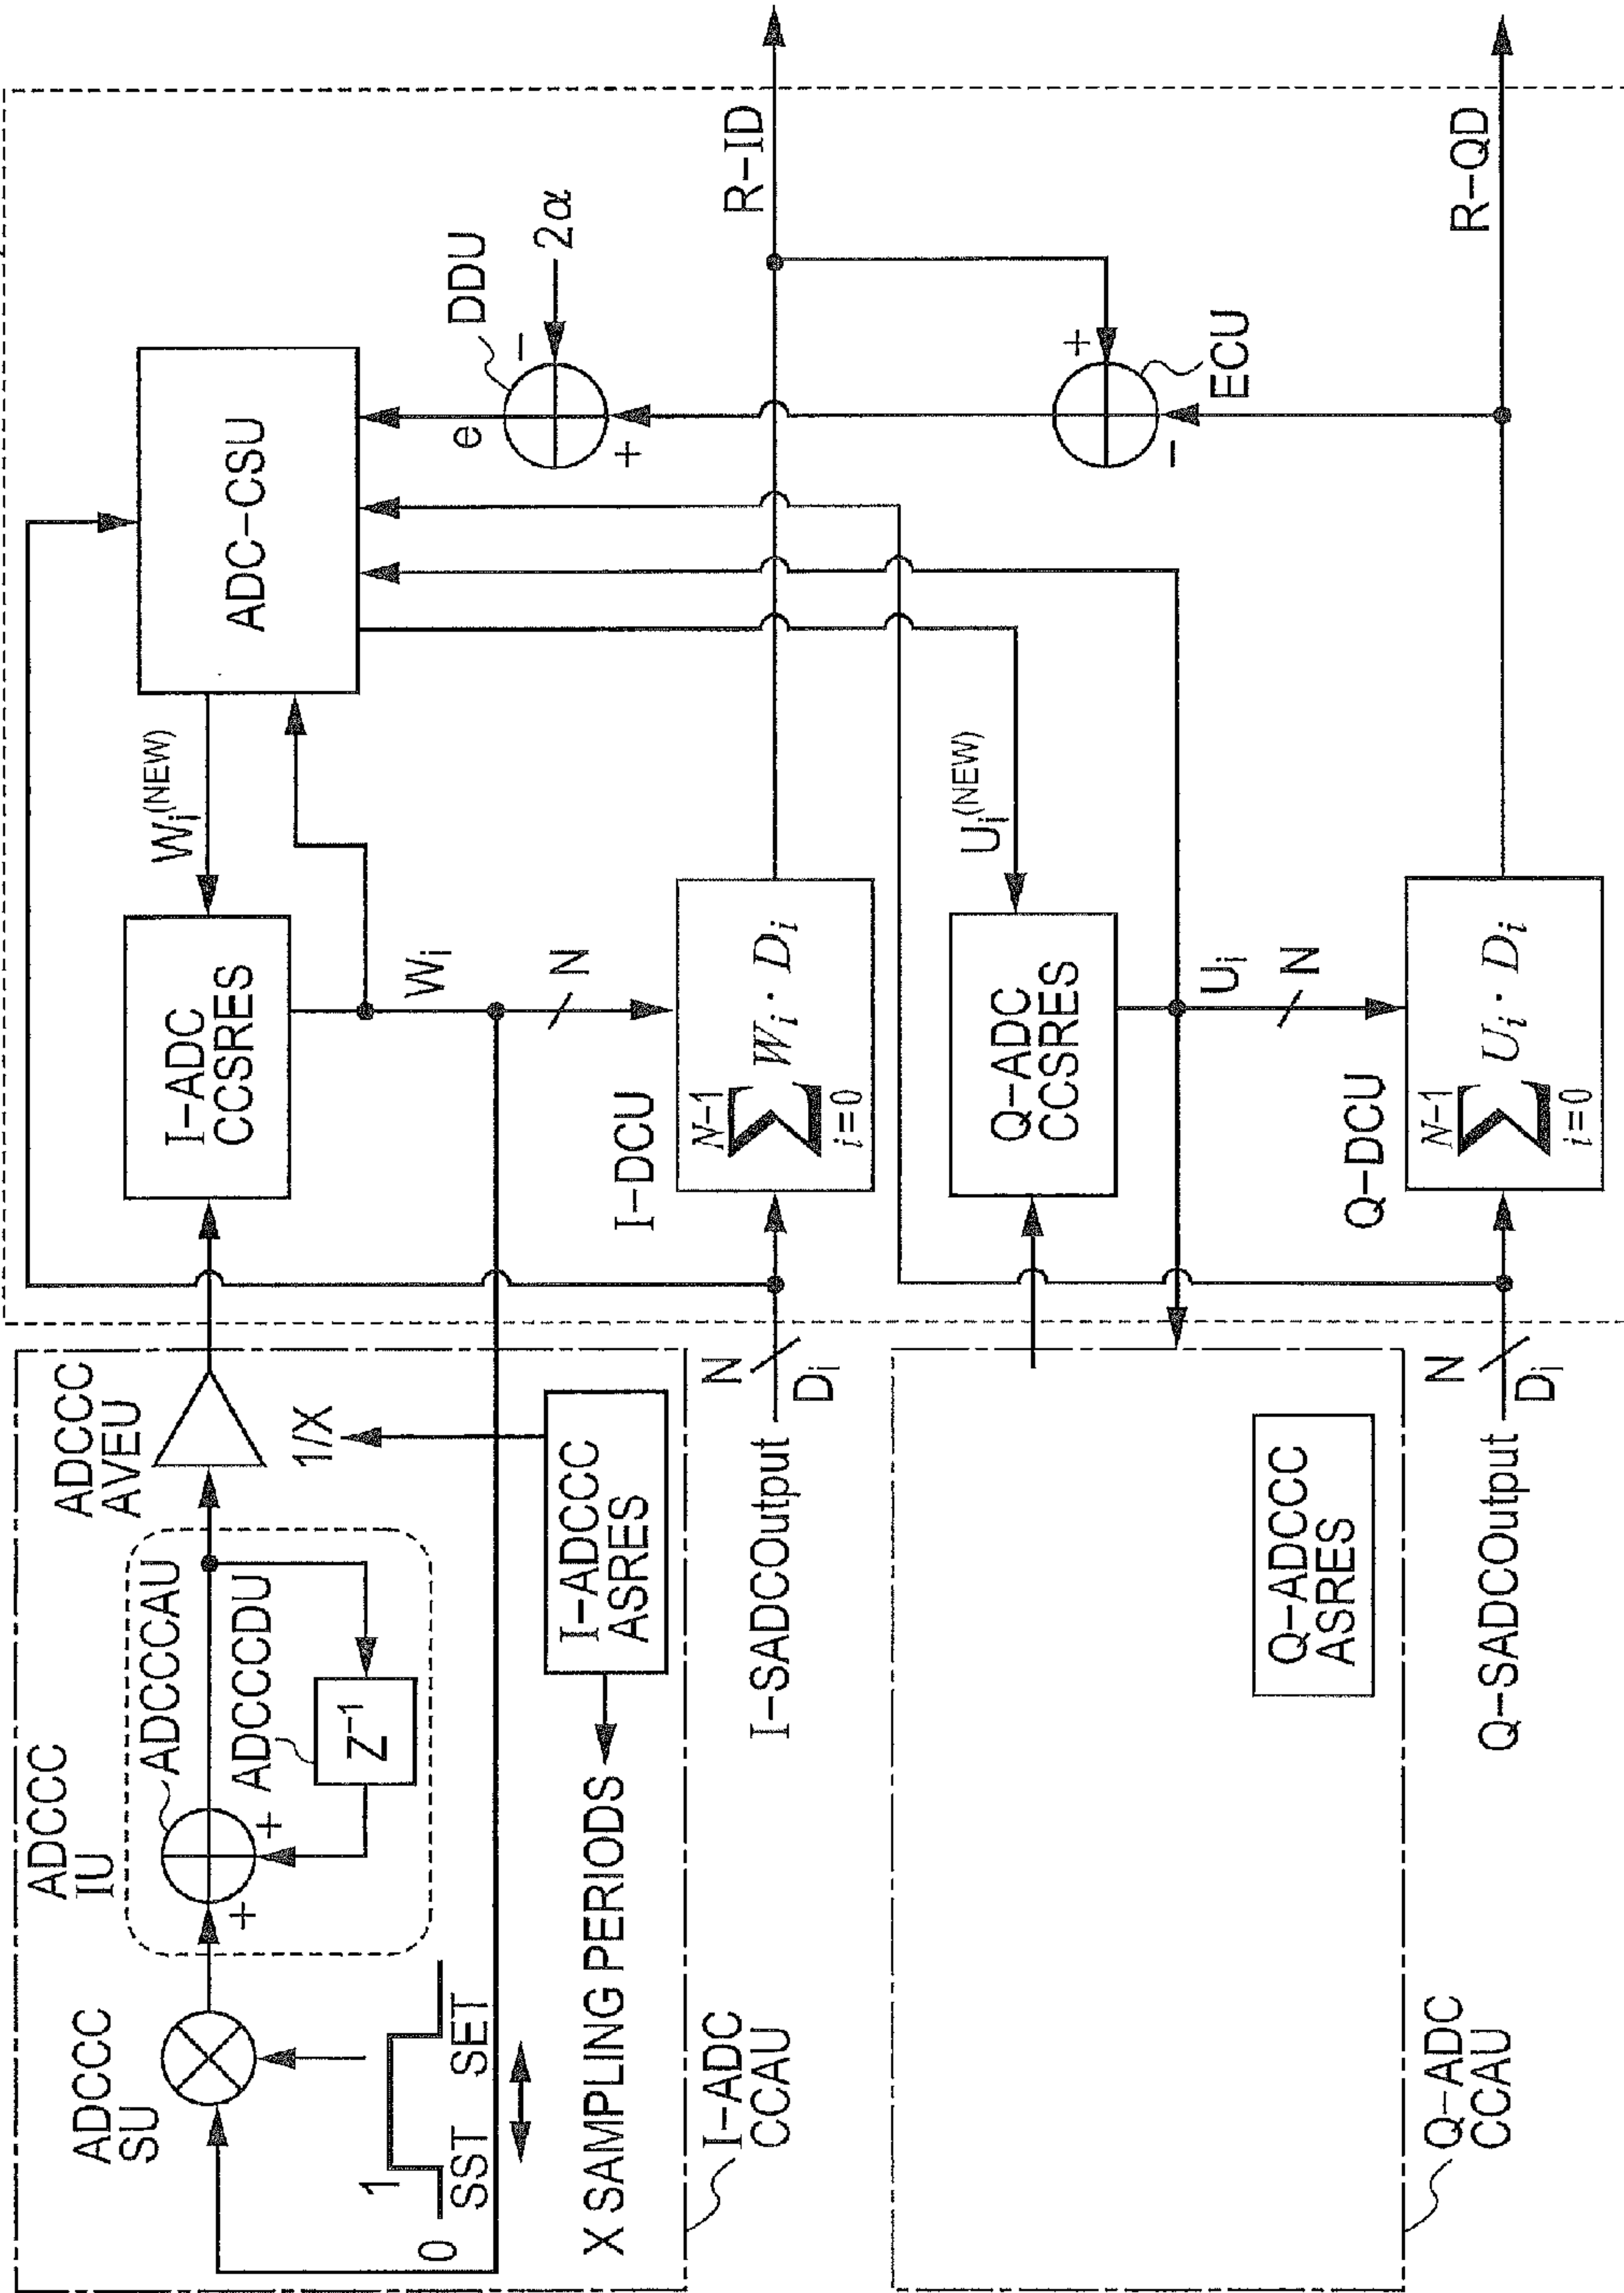 ADCCC
SU
ADCCC
IU
ADCCCAU
ADCCCDU
Z-1
+
+
ADCCC
AVEU
1/X
0
1
SST
SET
X SAMPLING PERIODS
I-ADCCC
ASRES
I-ADC
CCAU
I-ADC
CCSRES
Wi(NEW)
ADC-CSU
Wi
N
e
DDU
-
2α
+
I-SADCOutput
N
Di
I-DCU
N-1
∑ Wi · Di
i=0
R-ID
+
ECU
-
Q-ADCCC
ASRES
Q-ADC
CCAU
Q-ADC
CCSRES
Ui(NEW)
Ui
N
Q-SADCOutput
N
Di
Q-DCU
N-1
∑ Ui · Di
i=0
R-QD